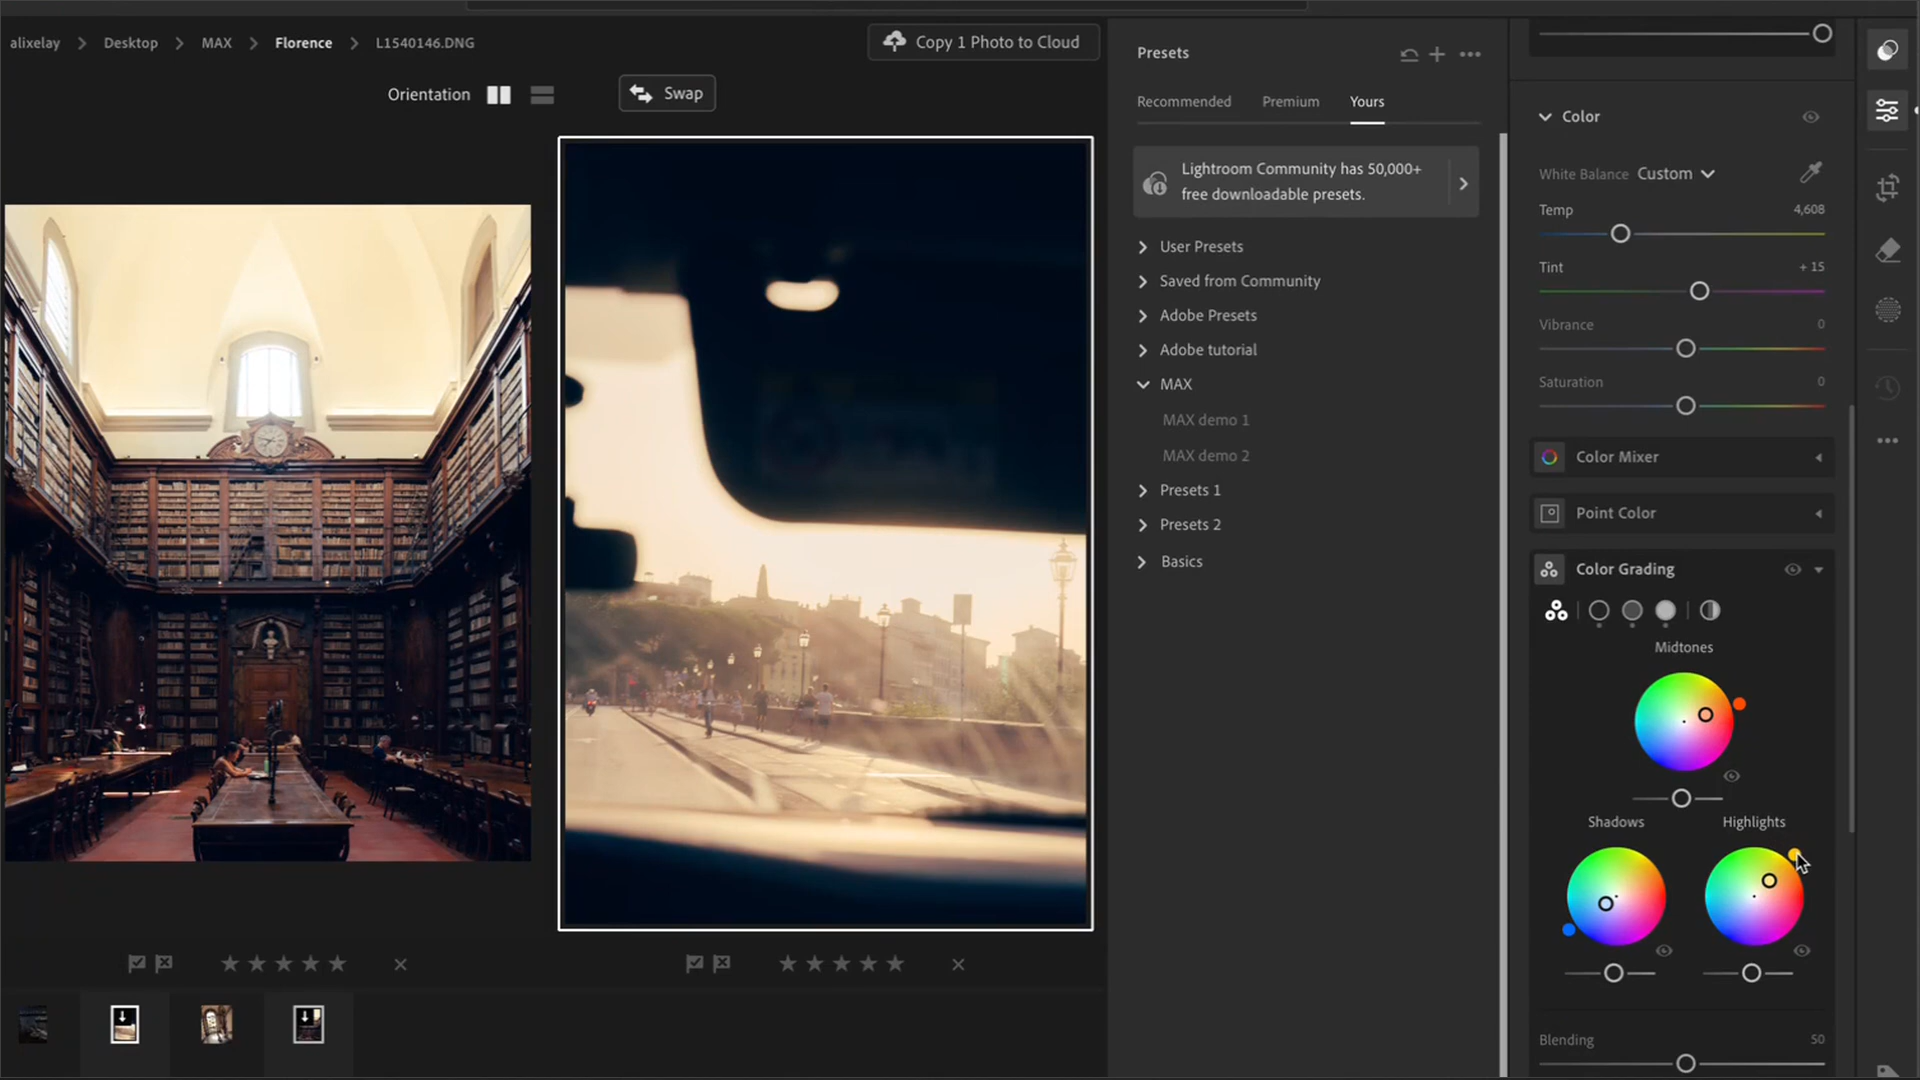 alixelay
Desktop
MAX
Florence
L1540146.DNG
Copy 1 Photo to Cloud
Orientation
Swap
Presets
Recommended
Premium
Yours
Lightroom Community has 50,000+
free downloadable presets.
User Presets
Saved from Community
Adobe Presets
Adobe tutorial
MAX
MAX demo 1
MAX demo 2
Presets 1
Presets 2
Basics
Color
White Balance Custom
Temp 4,608
Tint + 15
Vibrance 0
Saturation 0
Color Mixer
Point Color
Color Grading
Midtones
Shadows
Highlights
Blending 50